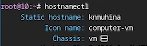 root@10:~# hostnamectl
Static hostname: knmuhina
Icon name: computer-vm
Chassis: vm